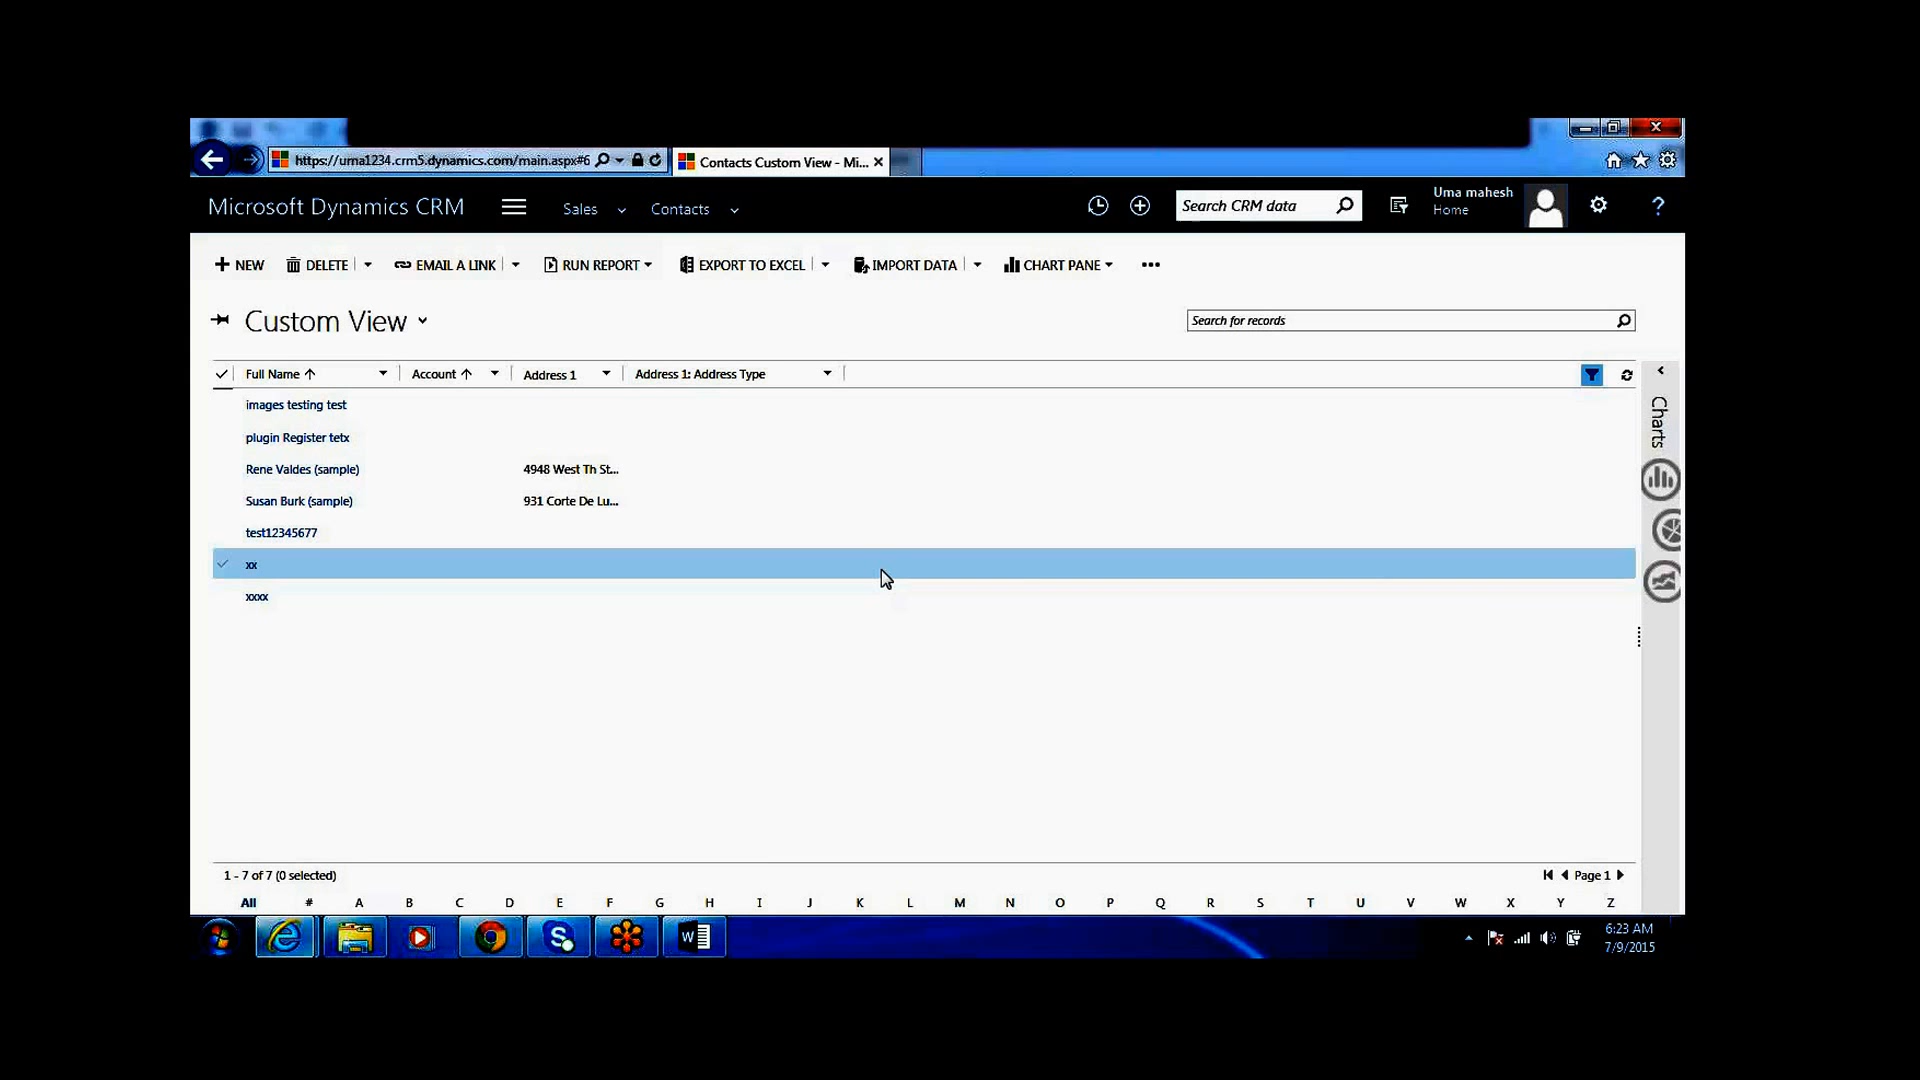 https://uma1234.crm5.dynamics.com/main.aspx#6
Contacts Custom View - Mi...
Microsoft Dynamics CRM
Sales
Contacts
Search CRM data
Uma mahesh
Home
?
NEW
DELETE
EMAIL A LINK
RUN REPORT
EXPORT TO EXCEL
IMPORT DATA
CHART PANE
Custom View
Search for records
Full Name
Account
Address 1
Address 1: Address Type
Charts
images testing test
plugin Register tetx
Rene Valdes (sample) 4948 West Th St...
Susan Burk (sample) 931 Corte De Lu...
test12345677
xx
xxxx
1 - 7 of 7 (0 selected)
Page 1
All # A B C D E F G H I J K L M N O P Q R S T U V W X Y Z
6:23 AM
7/9/2015